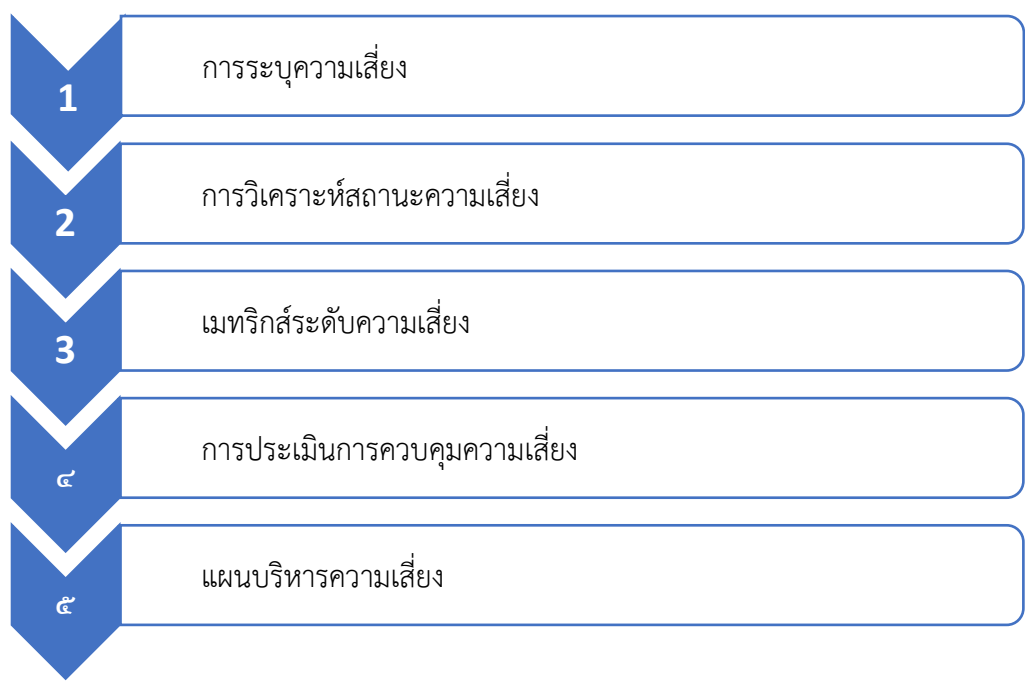 1
การระบุความเสี่ยง
2
การวิเคราะห์สถานะความเสี่ยง
3
เมทริกส์ระดับความเสี่ยง
๔
การประเมินการควบคุมความเสี่ยง
๕
แผนบริหารความเสี่ยง